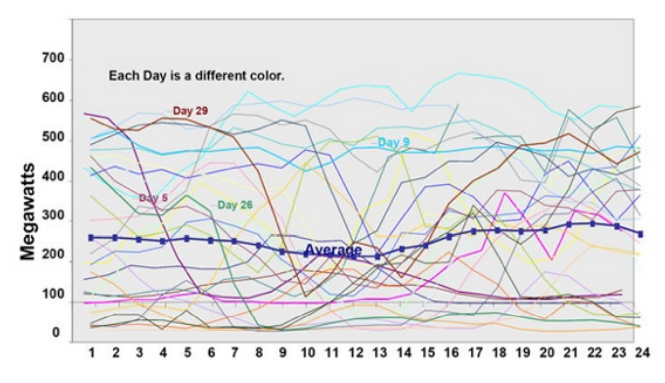 700
Each Day is a different color.
600
Day 29
500
Day 9
400
Day 5
Day 26
300
Average
200
100
0
Megawatts
1 2 3 4 5 6 7 8 9 10 11 12 13 14 15 16 17 18 19 20 21 22 23 24